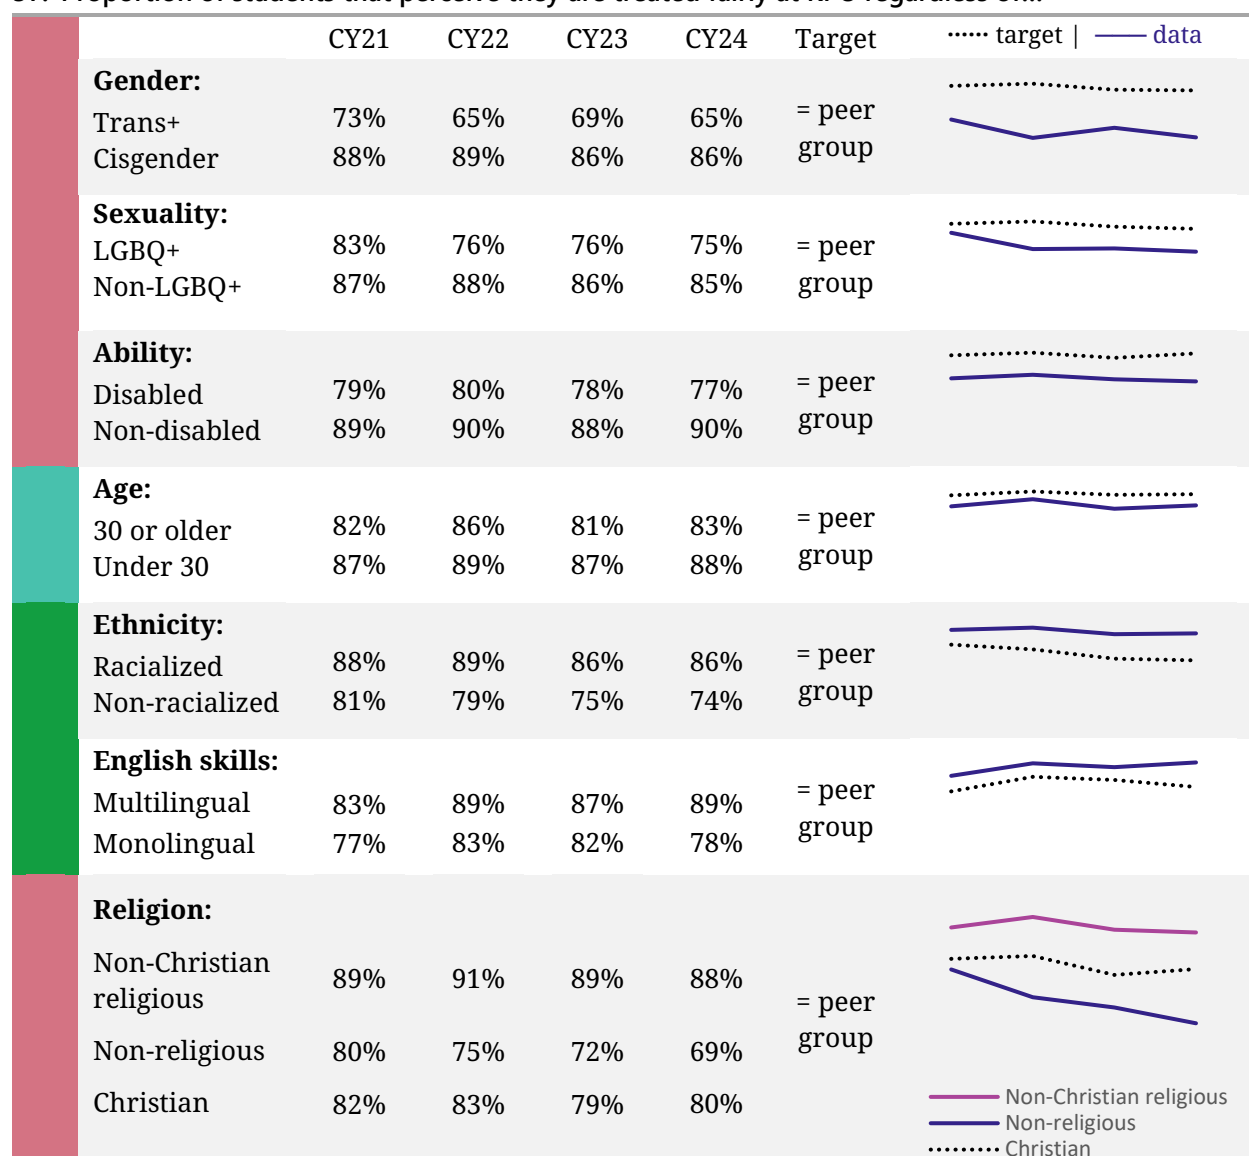 CY21 CY22 CY23 CY24 Target target | data
Gender:
Trans+ 73% 65% 69% 65% = peer group
Cisgender 88% 89% 86% 86%
Sexuality:
LGBQ+ 83% 76% 76% 75% = peer group
Non-LGBQ+ 87% 88% 86% 85%
Ability:
Disabled 79% 80% 78% 77% = peer group
Non-disabled 89% 90% 88% 90%
Age:
30 or older 82% 86% 81% 83% = peer group
Under 30 87% 89% 87% 88%
Ethnicity:
Racialized 88% 89% 86% 86% = peer group
Non-racialized 81% 79% 75% 74%
English skills:
Multilingual 83% 89% 87% 89% = peer group
Monolingual 77% 83% 82% 78%
Religion:
Non-Christian religious 89% 91% 89% 88%
= peer group
Non-religious 80% 75% 72% 69%
Christian 82% 83% 79% 80%
Non-Christian religious
Non-religious
Christian